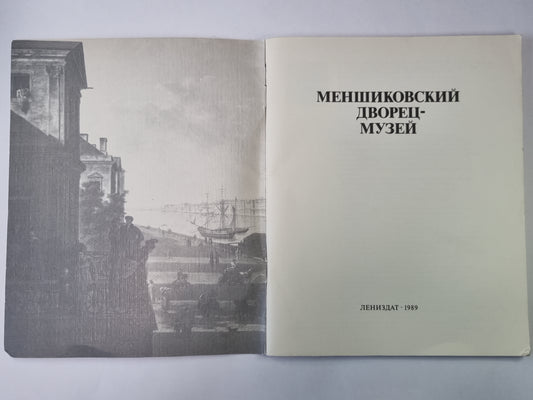 МЕНШИКОВСКИЙ
ДВОРЕЦ-
МУЗЕЙ
ЛЕНИЗДАТ · 1989